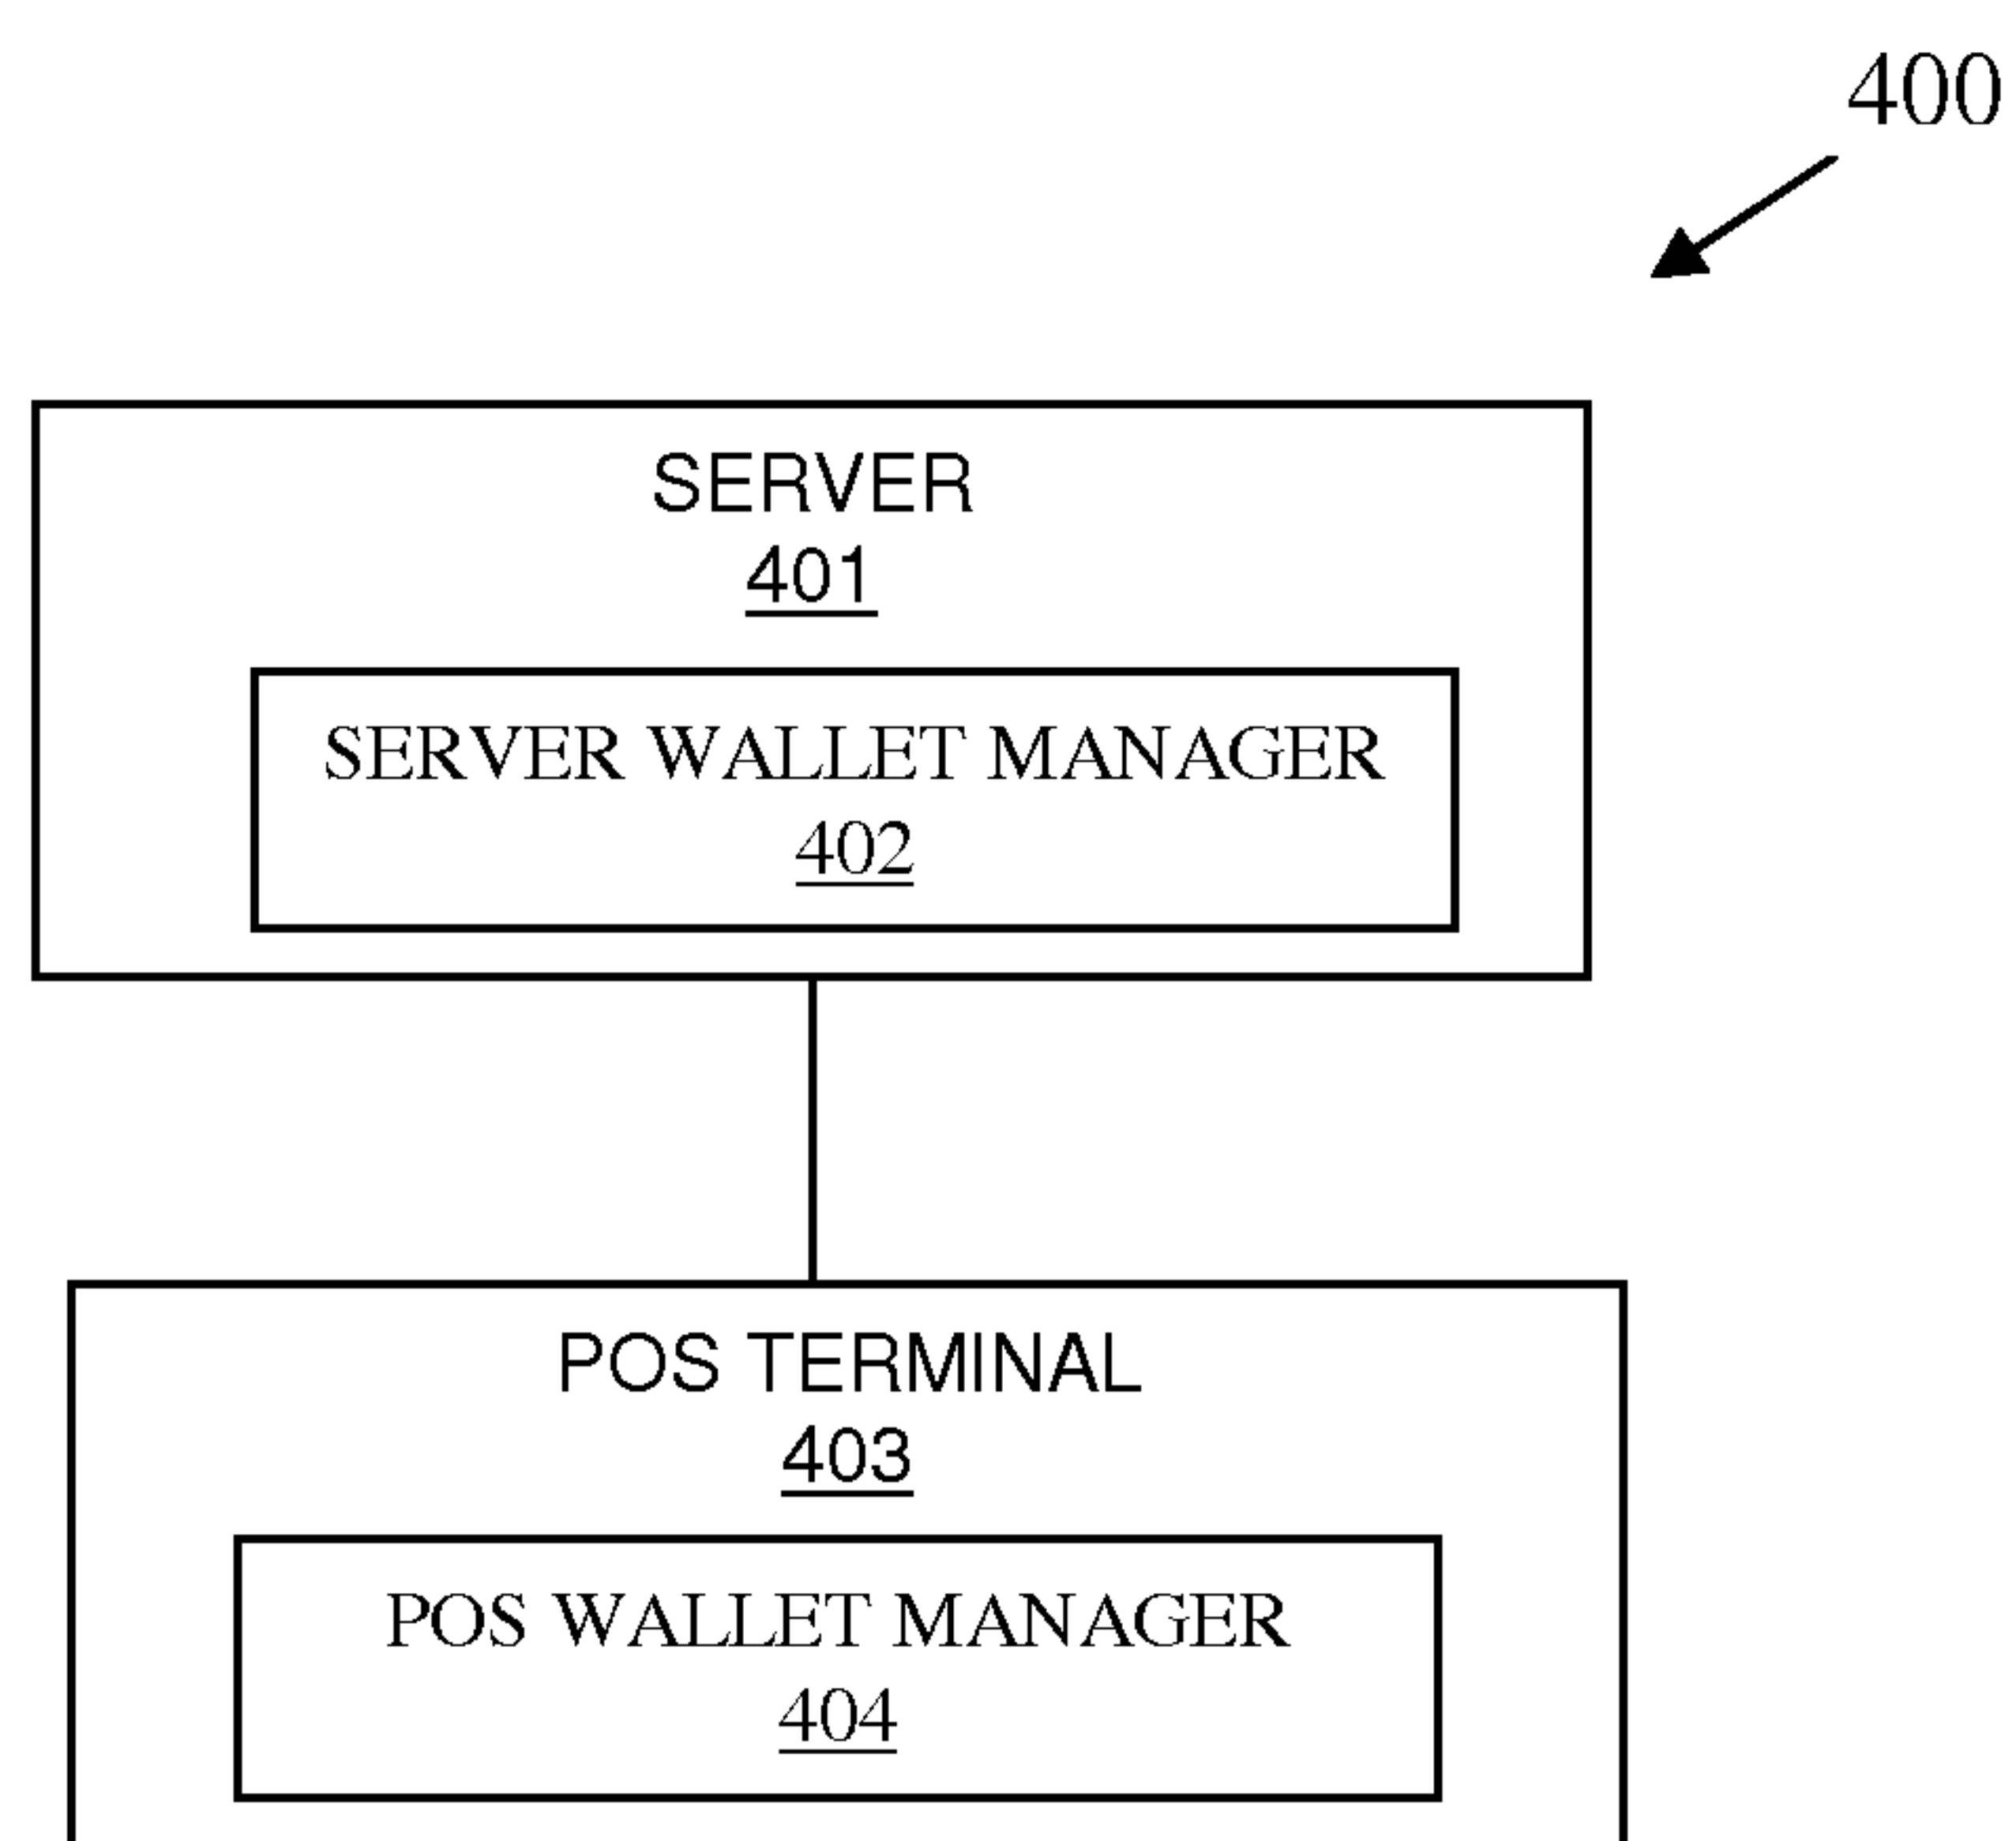 400
SERVER
401
SERVER WALLET MANAGER
402
POS TERMINAL
403
POS WALLET MANAGER
404